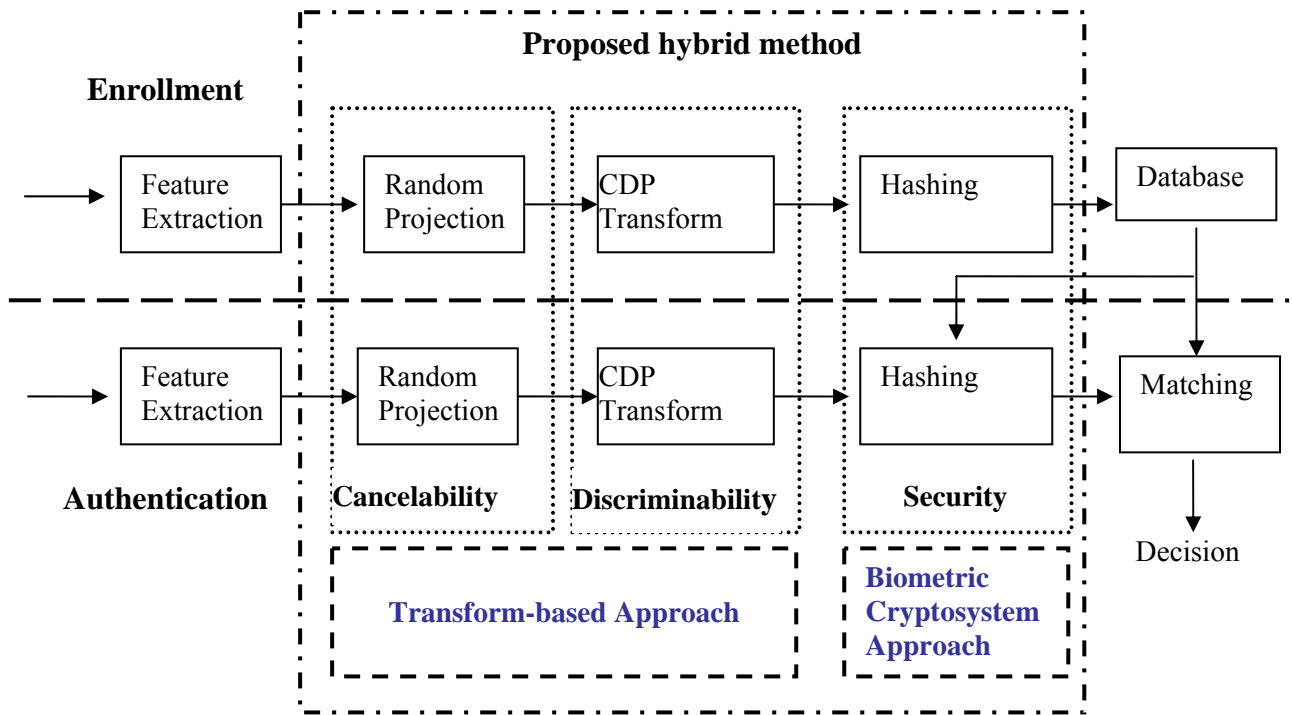 Proposed hybrid method
Enrollment
Feature
Extraction
Random
Projection
CDP
Transform
Hashing
Database
Feature
Extraction
Random
Projection
CDP
Transform
Hashing
Matching
Authentication
Cancelability
Discriminability
Security
Decision
Transform-based Approach
Biometric
Cryptosystem
Approach